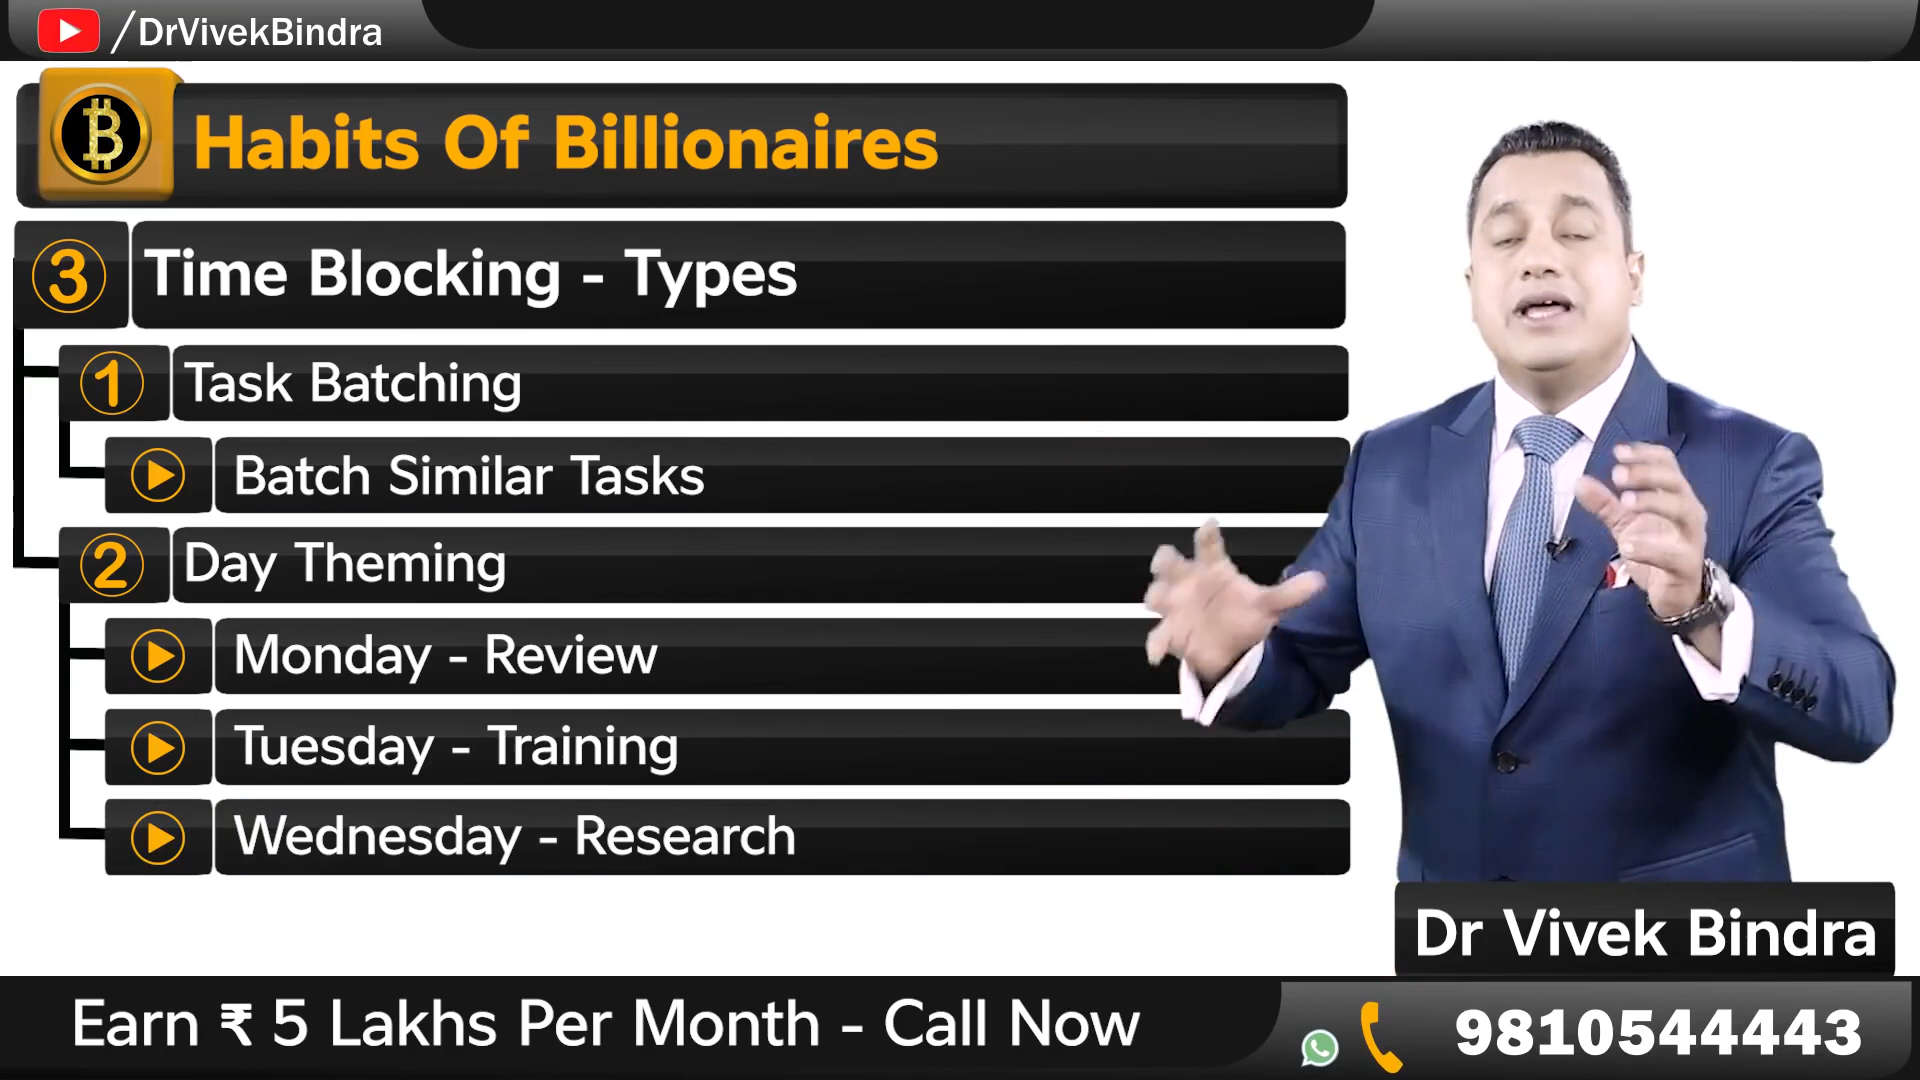 /DrVivekBindra
Habits Of Billionaires
3 Time Blocking - Types
1 Task Batching
Batch Similar Tasks
2 Day Theming
Monday - Review
Tuesday - Training
Wednesday - Research
Dr Vivek Bindra
Earn ₹ 5 Lakhs Per Month - Call Now
9810544443